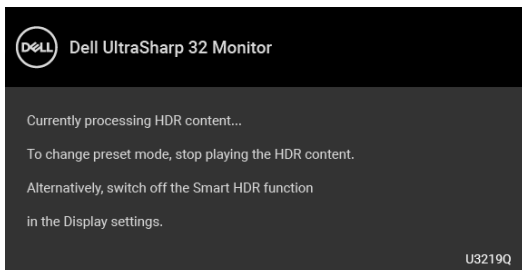 DELL
Dell UltraSharp 32 Monitor
Currently processing HDR content...
To change preset mode, stop playing the HDR content.
Alternatively, switch off the Smart HDR function
in the Display settings.
U3219Q